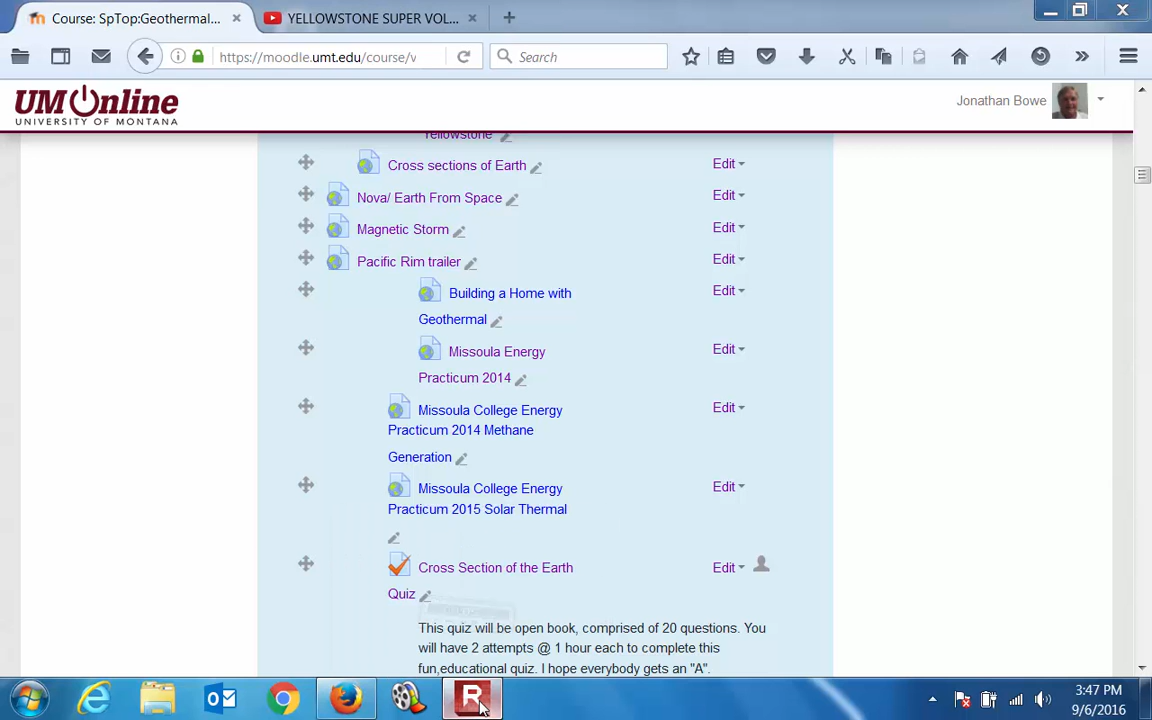 Course: SpTop:Geothermal...
YELLOWSTONE SUPER VOL...
https://moodle.umt.edu/course/v
Search
UM Online
UNIVERSITY OF MONTANA
Jonathan Bowe
Yellowstone
Cross sections of Earth
Edit
Nova/ Earth From Space
Edit
Magnetic Storm
Edit
Pacific Rim trailer
Edit
Building a Home with
Edit
Geothermal
Missoula Energy
Edit
Practicum 2014
Missoula College Energy
Edit
Practicum 2014 Methane
Generation
Missoula College Energy
Edit
Practicum 2015 Solar Thermal
Cross Section of the Earth
Edit
Quiz
This quiz will be open book, comprised of 20 questions. You
will have 2 attempts @ 1 hour each to complete this
fun,educational quiz. I hope everybody gets an "A".
R
3:47 PM
9/6/2016